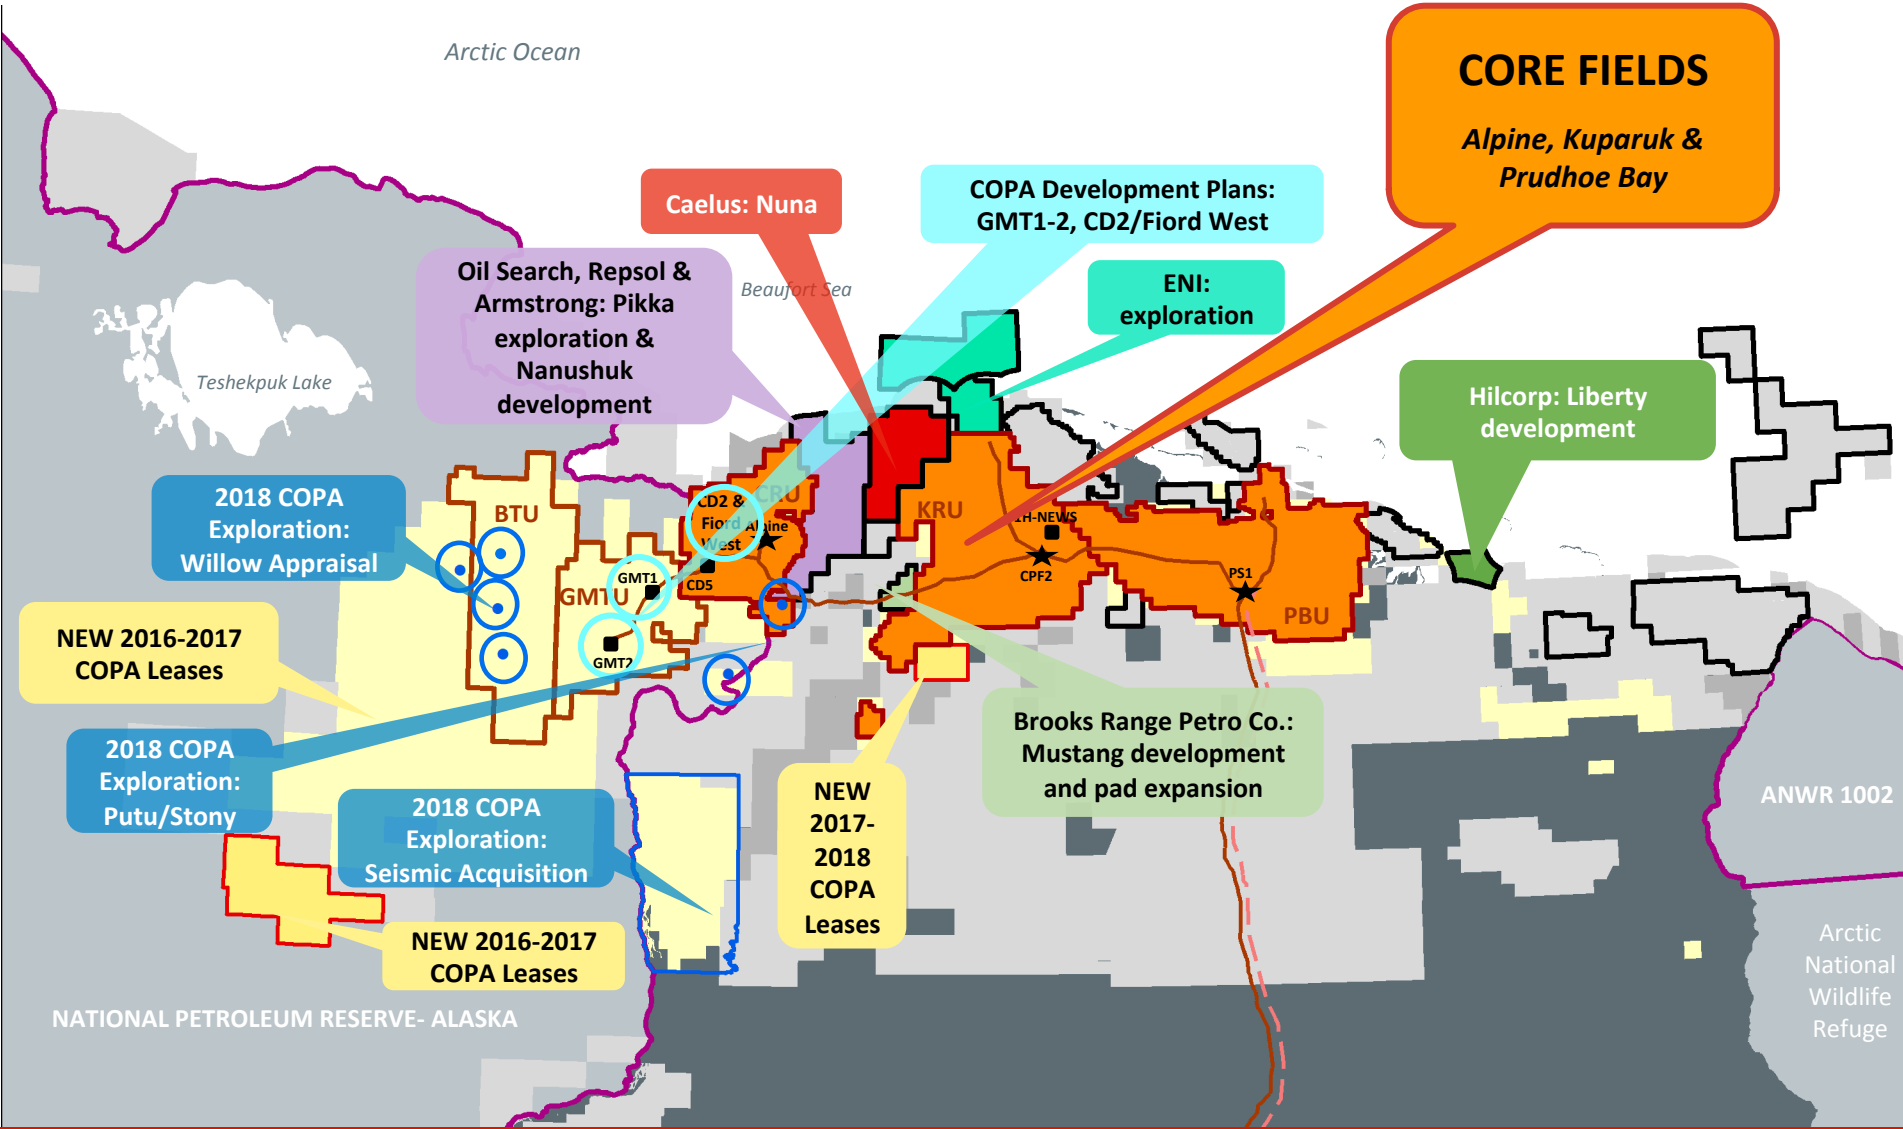 Arctic Ocean
CORE FIELDS
Alpine, Kuparuk &
Prudhoe Bay
Caelus: Nuna
COPA Development Plans:
GMT1-2, CD2/Fiord West
Oil Search, Repsol &
Armstrong: Pikka
exploration &
Nanushuk
development
Beaufort Sea
ENI:
exploration
Teshekpuk Lake
Hilcorp: Liberty
development
2018 COPA
Exploration:
Willow Appraisal
BTU
CRU
CD2 &
Fiord
West
Alpine
KRU
1H-NEWS
CPF2
PS1
PBU
GMT1
CD5
GMTU
GMT2
NEW 2016-2017
COPA Leases
2018 COPA
Exploration:
Putu/Stony
Brooks Range Petro Co.:
Mustang development
and pad expansion
2018 COPA
Exploration:
Seismic Acquisition
NEW
2017-
2018
COPA
Leases
ANWR 1002
NEW 2016-2017
COPA Leases
Arctic
National
Wildlife
Refuge
NATIONAL PETROLEUM RESERVE- ALASKA